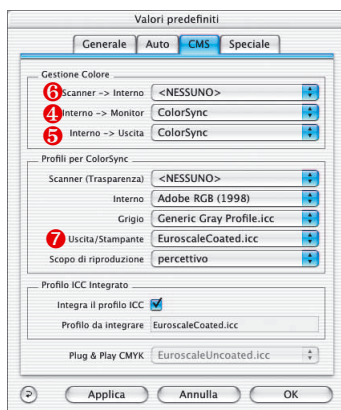 Valori predefiniti
Generale Auto CMS Speciale
Gestione Colore
6 Scanner -> Interno <NESSUNO>
4 Interno -> Monitor ColorSync
5 Interno -> Uscita ColorSync
Profili per ColorSync
Scanner (Trasparenza) <NESSUNO>
Interno Adobe RGB (1998)
Grigio Generic Gray Profile.icc
7 Uscita/Stampante EuroscaleCoated.icc
Scopo di riproduzione percettivo
Profilo ICC Integrato
Integra il profilo ICC
Profilo da integrare EuroscaleCoated.icc
Plug & Play CMYK EuroscaleUncoated.icc
Applica Annulla OK